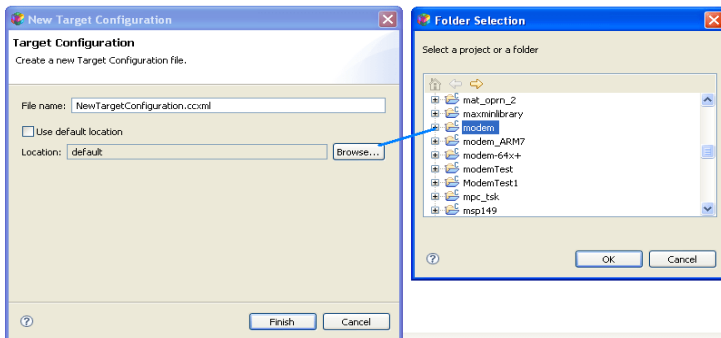 New Target Configuration
Target Configuration
Create a new Target Configuration file.
File name: NewTargetConfiguration.ccxml
Use default location
Location: default Browse...
? Finish Cancel
Folder Selection
Select a project or a folder
mat_oprn_2
maxminlibrary
modem
modem_ARM7
modem-64x+
modemTest
ModemTest1
mpc_tsk
msp149
? OK Cancel